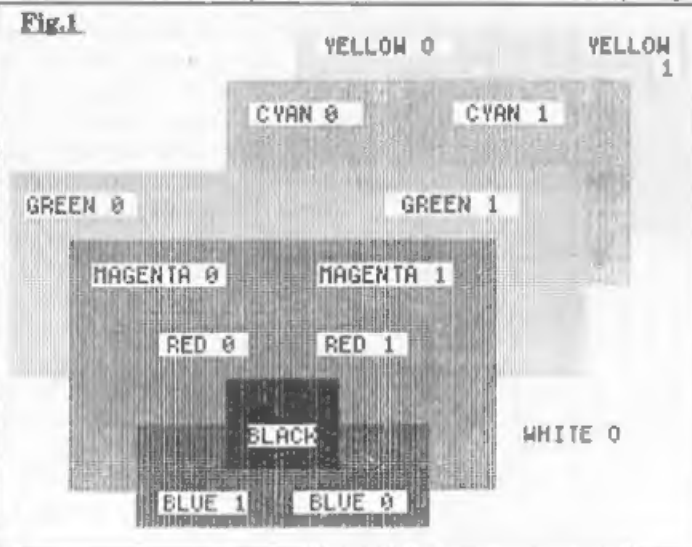 Fig.1
YELLOW 0 YELLOW
1
CYAN 0 CYAN 1
GREEN 0 GREEN 1
MAGENTA 0 MAGENTA 1
RED 0 RED 1
BLACK WHITE 0
BLUE 1 BLUE 0